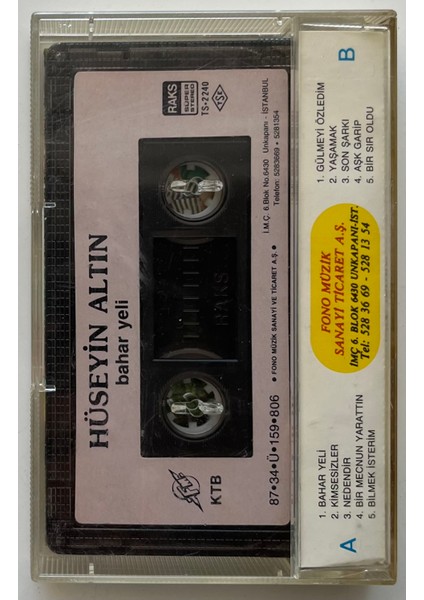 HÜSEYİN ALTIN
bahar yeli
RAKS
SUPER
STEREO
TS-2240
TSE
İ.M.Ç. 6. Blok No.6430 Unkapanı - İSTANBUL
Telefon: 5283669 • 5281354
RAKS
• FONO MÜZİK SANAYİ VE TİCARET A.Ş. •
KTB
87•34•Ü•159•806
A
1. BAHAR YELİ
2. KİMSESİZLER
3. NEDENDİR
4. BİR MECNUN YARATTIN
5. BİLMEK İSTERİM
FONO MÜZİK
SANAYİ TİCARET A.Ş.
İMÇ 6. BLOK 6430 UNKAPANI-İST.
Tel: 528 36 69 - 528 13 54
B
1. GÜLMEYİ ÖZLEDİM
2. YAŞAMAK
3. SON ŞARKI
4. AŞK GARİP
5. BİR SIR OLDU